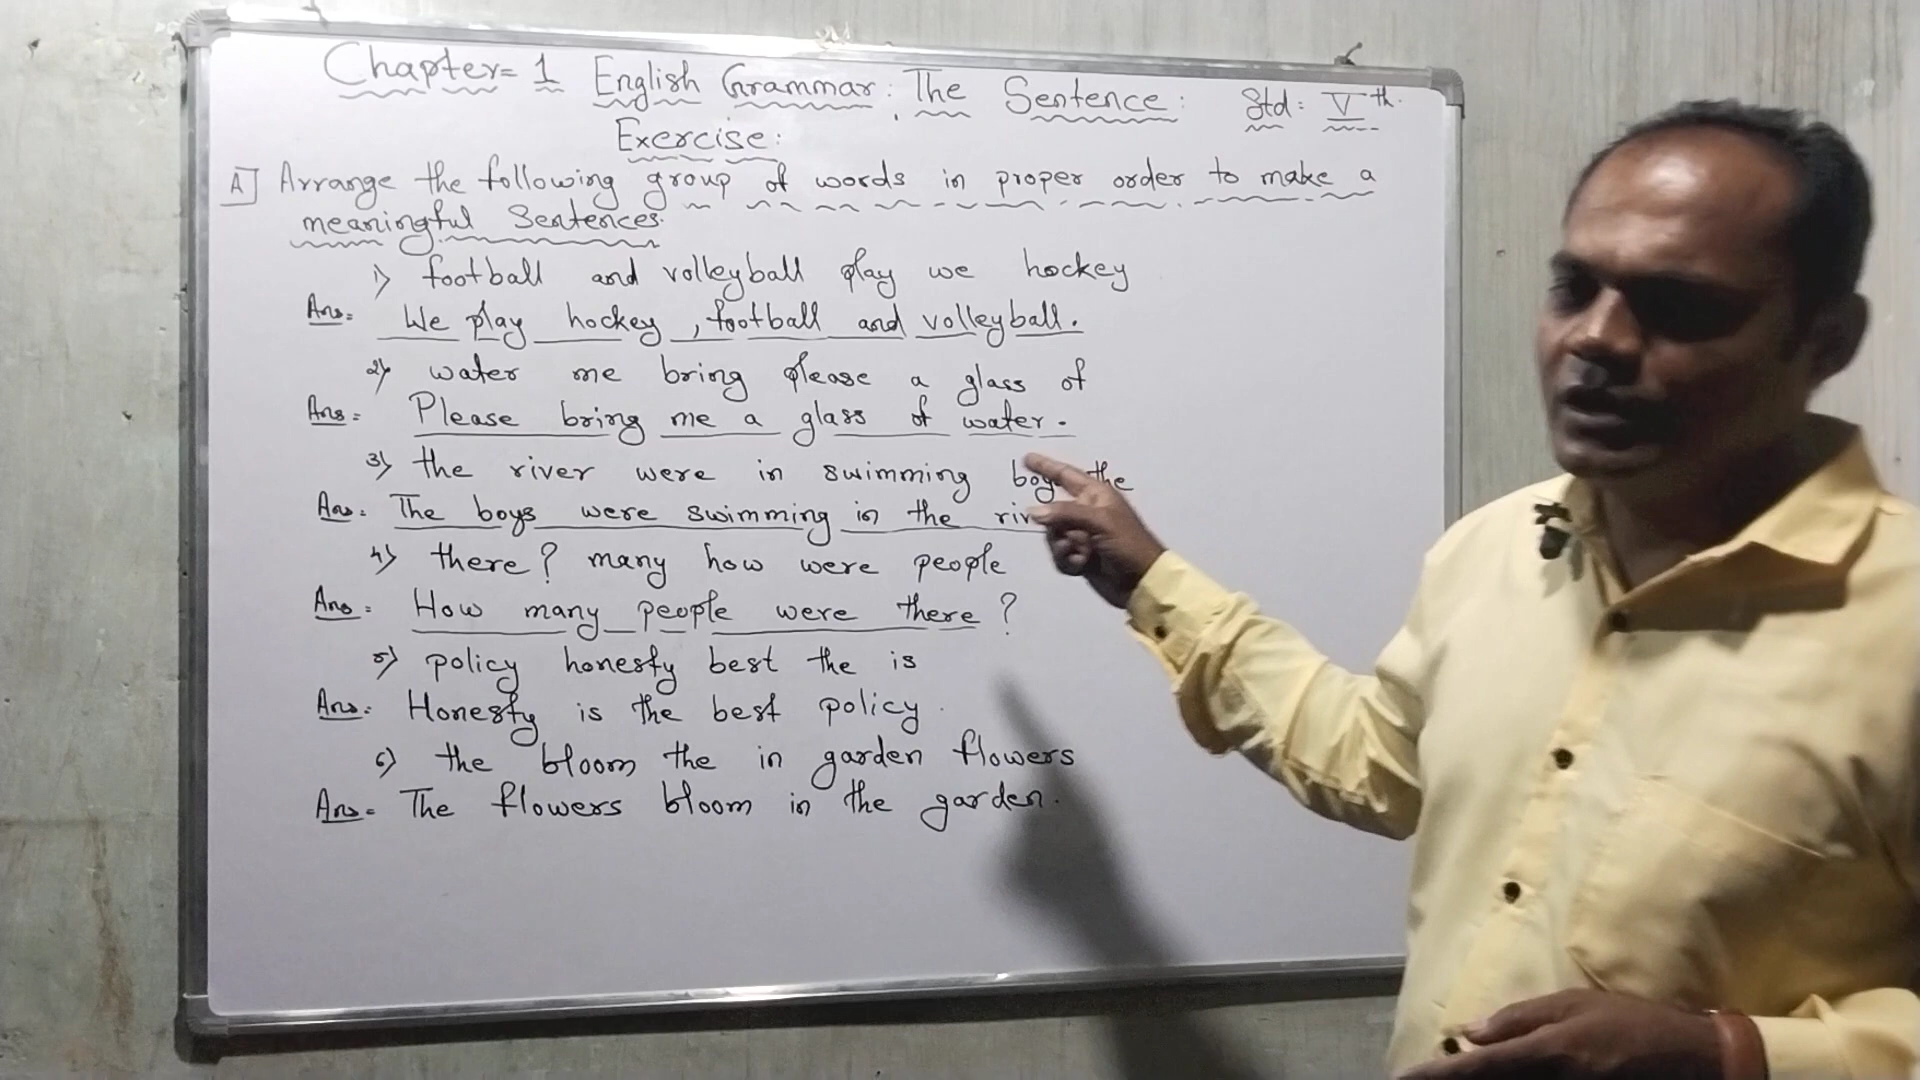 Chapter= 1 English Grammar: The Sentence: Std: Vth.
Exercise:
A] Arrange the following group of words in proper order to make a
meaningful Sentences.
1) football and volleyball play we hockey
Ans= We play hockey, football and volleyball.
2) water me bring please a glass of
Ans= Please bring me a glass of water.
3) the river were in swimming the
Ans= The boys were swimming in the
4) there? many how were people
Ans= How many people were there?
5) policy honesty best the is
Ans= Honesty is the best policy.
6) the bloom the in garden flowers
Ans= The flowers bloom in the garden.